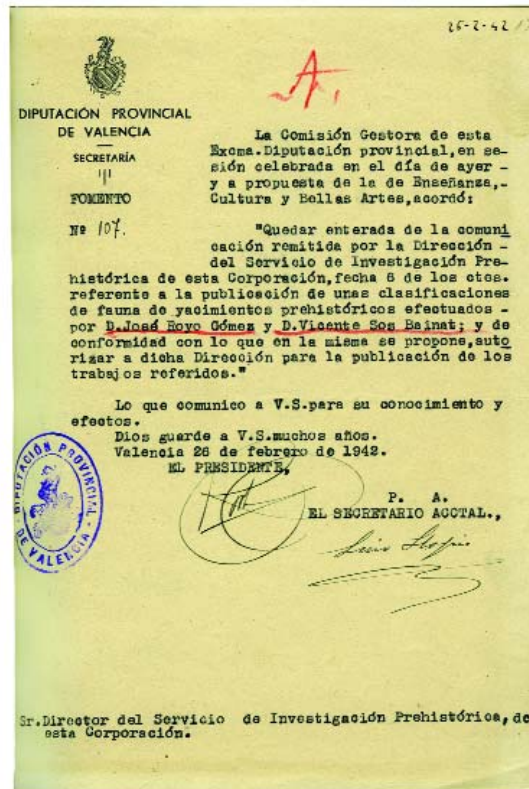 26-2-42
A.
DIPUTACIÓN PROVINCIAL
DE VALENCIA
SECRETARÍA
FOMENTO
Nº 107.
La Comisión Gestora de esta
Excma.Diputación provincial,en se-
sión celebrada en el día de ayer -
y a propuesta de la de Enseñanza,-
Cultura y Bellas Artes,acordó:
"Quedar enterada de la comuni
cación remitida por la Dirección -
del Servicio de Investigación Pre-
histórica de esta Corporación,fecha 6 de los ctes.
referente a la publicación de unas clasificaciones
de fauna de yacimientos prehistóricos efectuados -
por D.José Royo Gómez y D.Vicente Sos Bainat; y de
conformidad con lo que en la misma se propone,auto
rizar a dicha Dirección para la publicación de los
trabajos referidos."
Lo que comunico a V.S.para su conocimiento y
efectos.
Dios guarde a V.S.muchos años.
Valencia 26 de febrero de 1942.
EL PRESIDENTE,
P. A.
EL SECRETARIO ACCTAL.,
DIPUTACIÓN PROVINCIAL
DE VALENCIA
Sr.Director del Servicio de Investigación Prehistórica, de
esta Corporación.